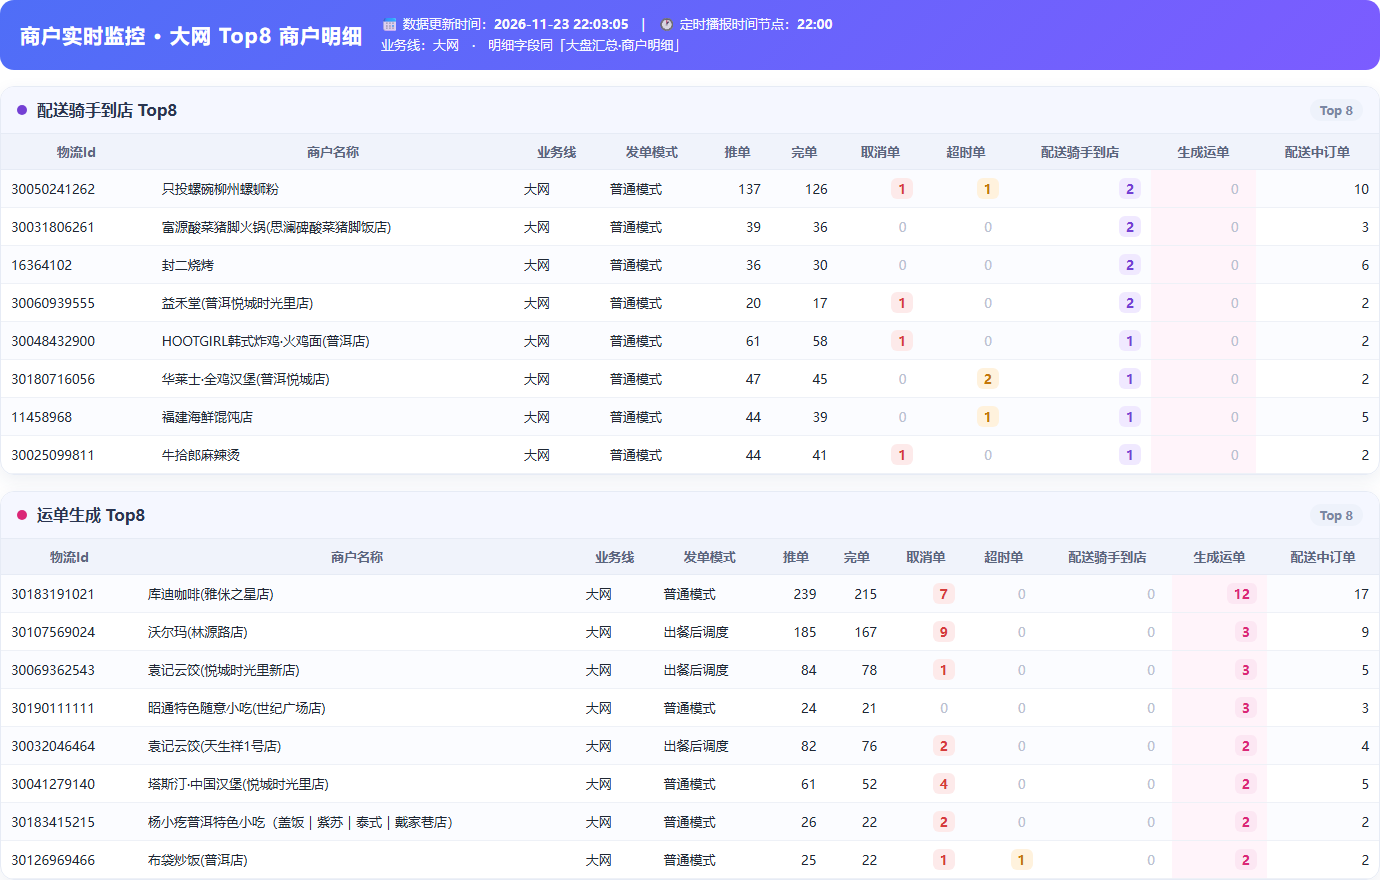 商户实时监控 · 大网 Top8 商户明细
数据更新时间：2026-11-23 22:03:05 | 定时播报时间节点：22:00
业务线：大网 · 明细字段同「大盘汇总·商户明细」
配送骑手到店 Top8 Top 8
物流Id 商户名称 业务线 发单模式 推单 完单 取消单 超时单 配送骑手到店 生成运单 配送中订单
30050241262 只投螺碗柳州螺蛳粉 大网 普通模式 137 126 1 1 2 0 10
30031806261 富源酸菜猪脚火锅(思澜碑酸菜猪脚饭店) 大网 普通模式 39 36 0 0 2 0 3
16364102 封二烧烤 大网 普通模式 36 30 0 0 2 0 6
30060939555 益禾堂(普洱悦城时光里店) 大网 普通模式 20 17 1 0 2 0 2
30048432900 HOOTGIRL韩式炸鸡·火鸡面(普洱店) 大网 普通模式 61 58 1 0 1 0 2
30180716056 华莱士·全鸡汉堡(普洱悦城店) 大网 普通模式 47 45 0 2 1 0 2
11458968 福建海鲜馄饨店 大网 普通模式 44 39 0 1 1 0 5
30025099811 牛拾郎麻辣烫 大网 普通模式 44 41 1 0 1 0 2
运单生成 Top8 Top 8
物流Id 商户名称 业务线 发单模式 推单 完单 取消单 超时单 配送骑手到店 生成运单 配送中订单
30183191021 库迪咖啡(雅侎之星店) 大网 普通模式 239 215 7 0 0 12 17
30107569024 沃尔玛(林源路店) 大网 出餐后调度 185 167 9 0 0 3 9
30069362543 袁记云饺(悦城时光里新店) 大网 出餐后调度 84 78 1 0 0 3 5
30190111111 昭通特色随意小吃(世纪广场店) 大网 普通模式 24 21 0 0 0 3 3
30032046464 袁记云饺(天生祥1号店) 大网 出餐后调度 82 76 2 0 0 2 4
30041279140 塔斯汀·中国汉堡(悦城时光里店) 大网 普通模式 61 52 4 0 0 2 5
30183415215 杨小疙普洱特色小吃（盖饭｜紫苏｜泰式｜戴家巷店） 大网 普通模式 26 22 2 0 0 2 2
30126969466 布袋炒饭(普洱店) 大网 普通模式 25 22 1 1 0 2 2